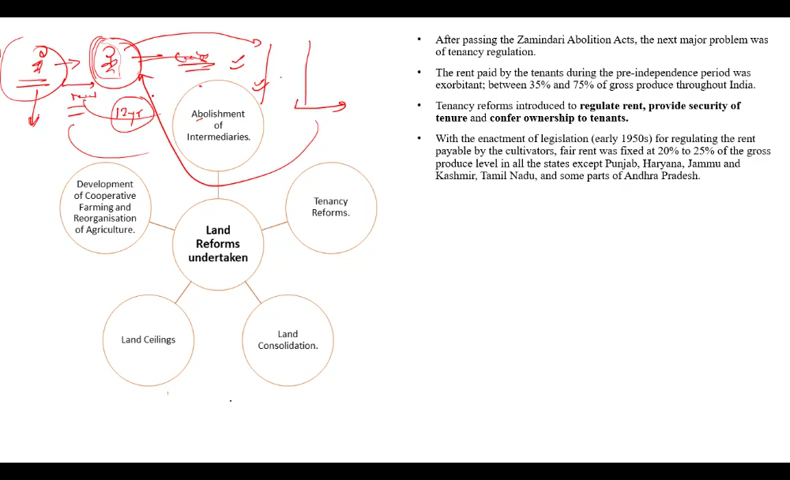 Abolishment
of
Intermediaries.
Development
of Cooperative
Farming and
Reorganisation
of Agriculture.
Tenancy
Reforms.
Land
Reforms
undertaken
Land Ceilings
Land
Consolidation.
• After passing the Zamindari Abolition Acts, the next major problem was
of tenancy regulation.
• The rent paid by the tenants during the pre-independence period was
exorbitant; between 35% and 75% of gross produce throughout India.
• Tenancy reforms introduced to regulate rent, provide security of
tenure and confer ownership to tenants.
• With the enactment of legislation (early 1950s) for regulating the rent
payable by the cultivators, fair rent was fixed at 20% to 25% of the gross
produce level in all the states except Punjab, Haryana, Jammu and
Kashmir, Tamil Nadu, and some parts of Andhra Pradesh.